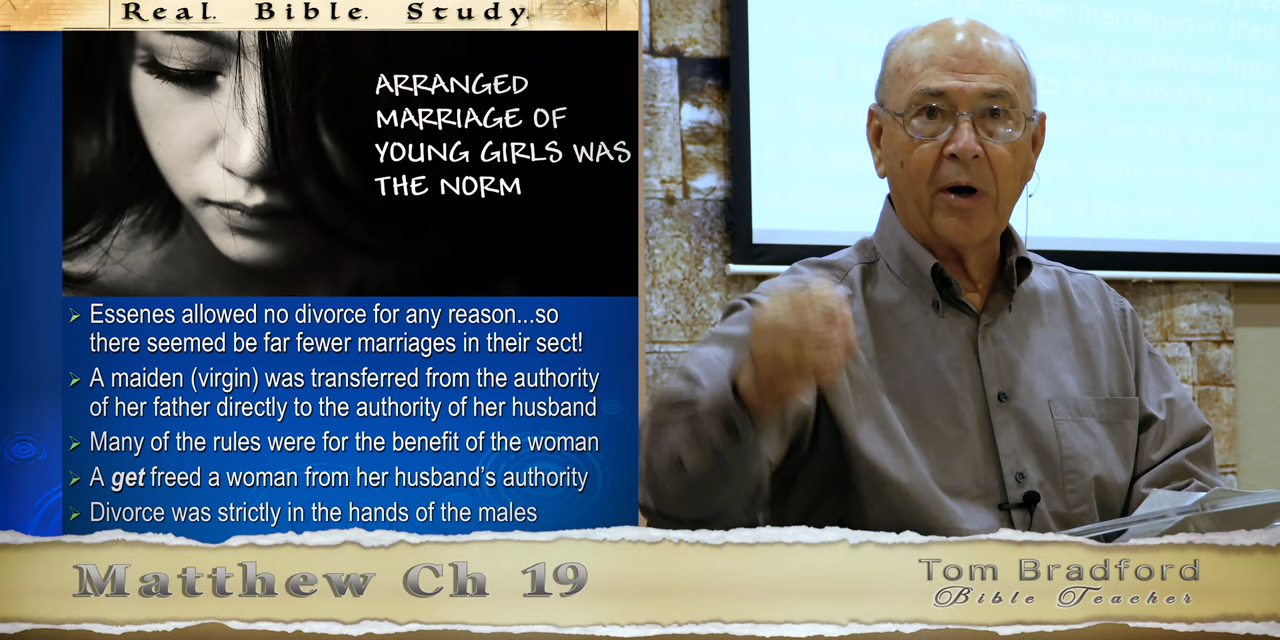 Real. Bible. Study.
ARRANGED
MARRIAGE OF
YOUNG GIRLS WAS
THE NORM
Essenes allowed no divorce for any reason...so
there seemed be far fewer marriages in their sect!
A maiden (virgin) was transferred from the authority
of her father directly to the authority of her husband
Many of the rules were for the benefit of the woman
A get freed a woman from her husband's authority
Divorce was strictly in the hands of the males
Matthew Ch 19
Tom Bradford
Bible Teacher